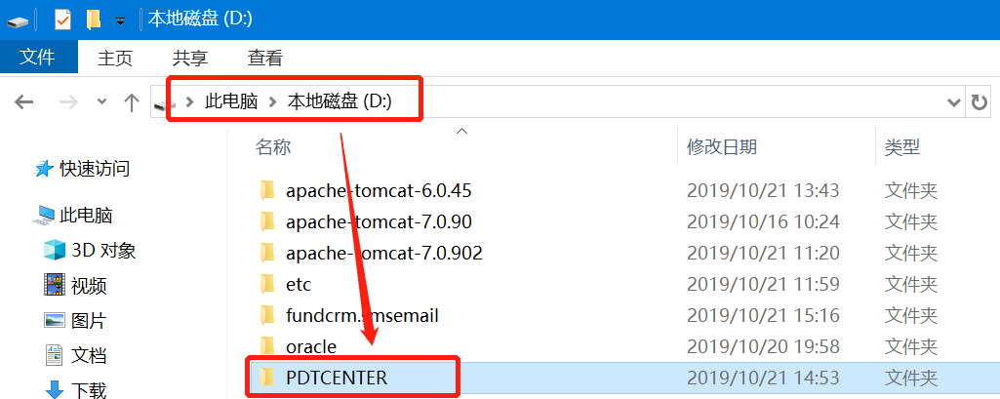 本地磁盘 (D:)
文件 主页 共享 查看
此电脑 本地磁盘 (D:)
名称 修改日期 类型
快速访问
此电脑
3D 对象
视频
图片
文档
下载
apache-tomcat-6.0.45 2019/10/21 13:43 文件夹
apache-tomcat-7.0.90 2019/10/16 10:24 文件夹
apache-tomcat-7.0.902 2019/10/21 11:20 文件夹
etc 2019/10/21 11:59 文件夹
fundcrm.smsemail 2019/10/21 15:16 文件夹
oracle 2019/10/20 19:58 文件夹
PDTCENTER 2019/10/21 14:53 文件夹